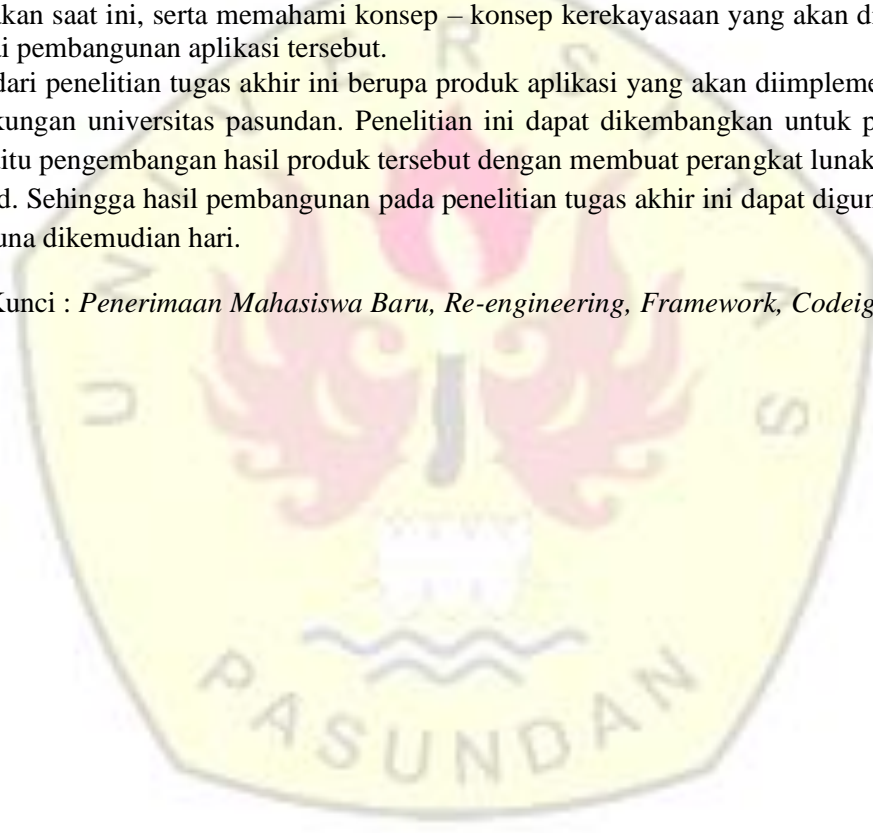 akan saat ini, serta memahami konsep – konsep kerekayasaan yang akan di
ai pembangunan aplikasi tersebut.
dari penelitian tugas akhir ini berupa produk aplikasi yang akan diimpleme
kungan universitas pasundan. Penelitian ini dapat dikembangkan untuk p
itu pengembangan hasil produk tersebut dengan membuat perangkat lunak
d. Sehingga hasil pembangunan pada penelitian tugas akhir ini dapat digun
una dikemudian hari.
Kunci : Penerimaan Mahasiswa Baru, Re-engineering, Framework, Codeig
UNIVERSITAS
PASUNDAN